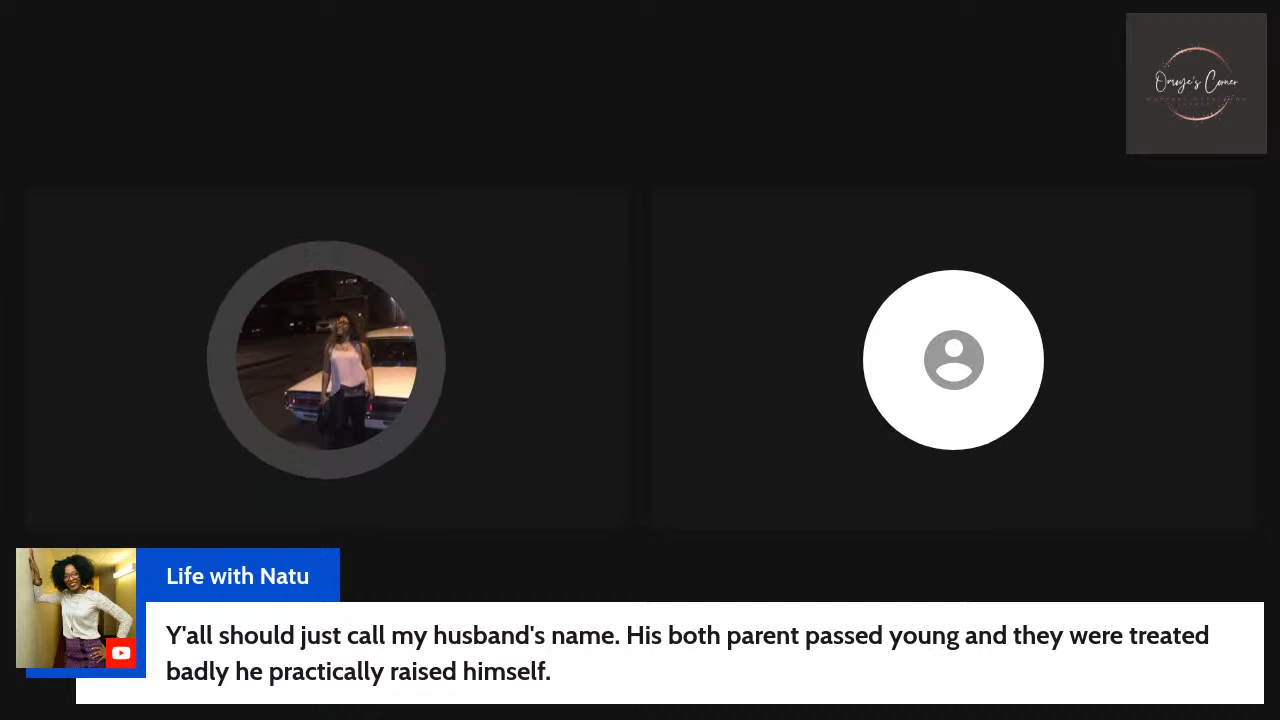 Omoye's Corner
Life with Natu
Y'all should just call my husband's name. His both parent passed young and they were treated
badly he practically raised himself.